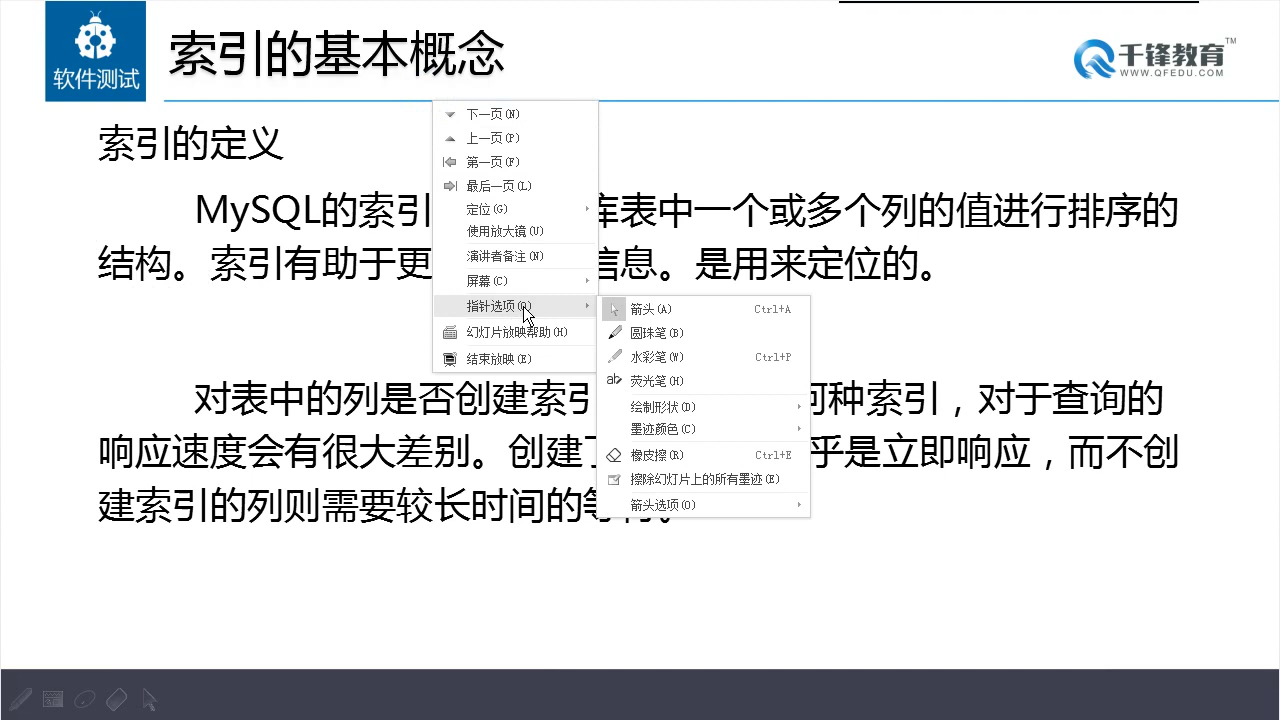 软件测试
索引的基本概念
千锋教育 TM
WWW.QFEDU.COM
索引的定义
MySQL的索引 库表中一个或多个列的值进行排序的
结构。索引有助于更 信息。是用来定位的。
对表中的列是否创建索引 何种索引，对于查询的
响应速度会有很大差别。创建了 乎是立即响应，而不创
建索引的列则需要较长时间的等待。
下一页(N)
上一页(P)
第一页(F)
最后一页(L)
定位(G)
使用放大镜(U)
演讲者备注(N)
屏幕(C)
指针选项(O)
幻灯片放映帮助(H)
结束放映(E)
箭头(A) Ctrl+A
圆珠笔(B)
水彩笔(W) Ctrl+P
荧光笔(H)
绘制形状(D)
墨迹颜色(C)
橡皮擦(R) Ctrl+E
擦除幻灯片上的所有墨迹(E)
箭头选项(O)